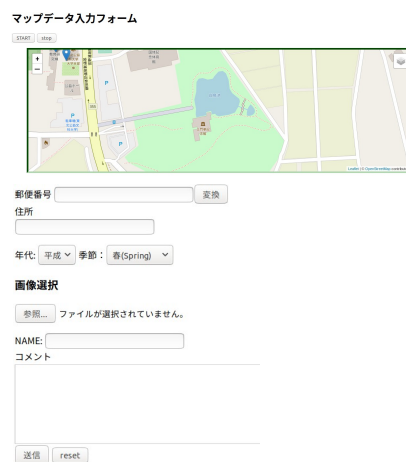 マップデータ入力フォーム
START stop
+
−
P
P
P
Leaflet | © OpenStreetMap contributors
郵便番号 変換
住所
年代: 平成 季節： 春(Spring)
画像選択
参照... ファイルが選択されていません。
NAME:
コメント
送信 reset